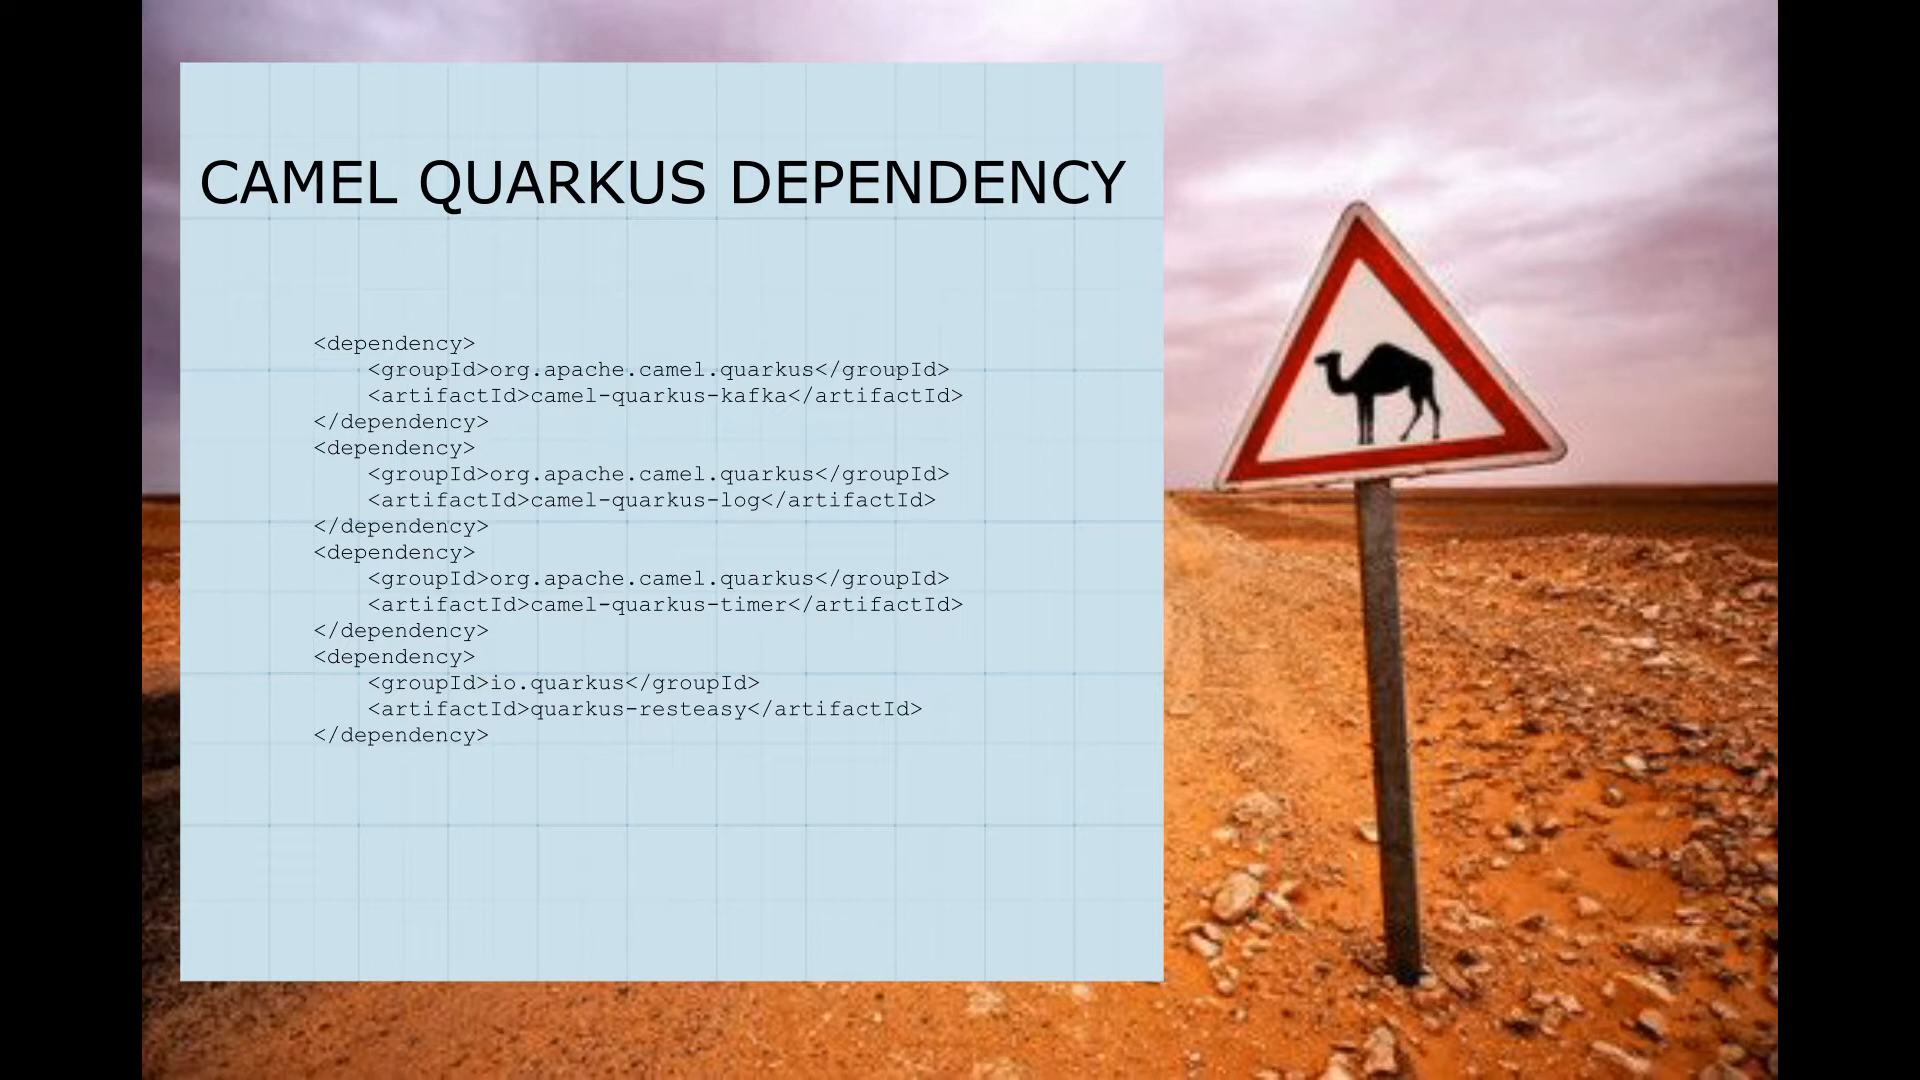 CAMEL QUARKUS DEPENDENCY
<dependency>
    <groupId>org.apache.camel.quarkus</groupId>
    <artifactId>camel-quarkus-kafka</artifactId>
</dependency>
<dependency>
    <groupId>org.apache.camel.quarkus</groupId>
    <artifactId>camel-quarkus-log</artifactId>
</dependency>
<dependency>
    <groupId>org.apache.camel.quarkus</groupId>
    <artifactId>camel-quarkus-timer</artifactId>
</dependency>
<dependency>
    <groupId>io.quarkus</groupId>
    <artifactId>quarkus-resteasy</artifactId>
</dependency>